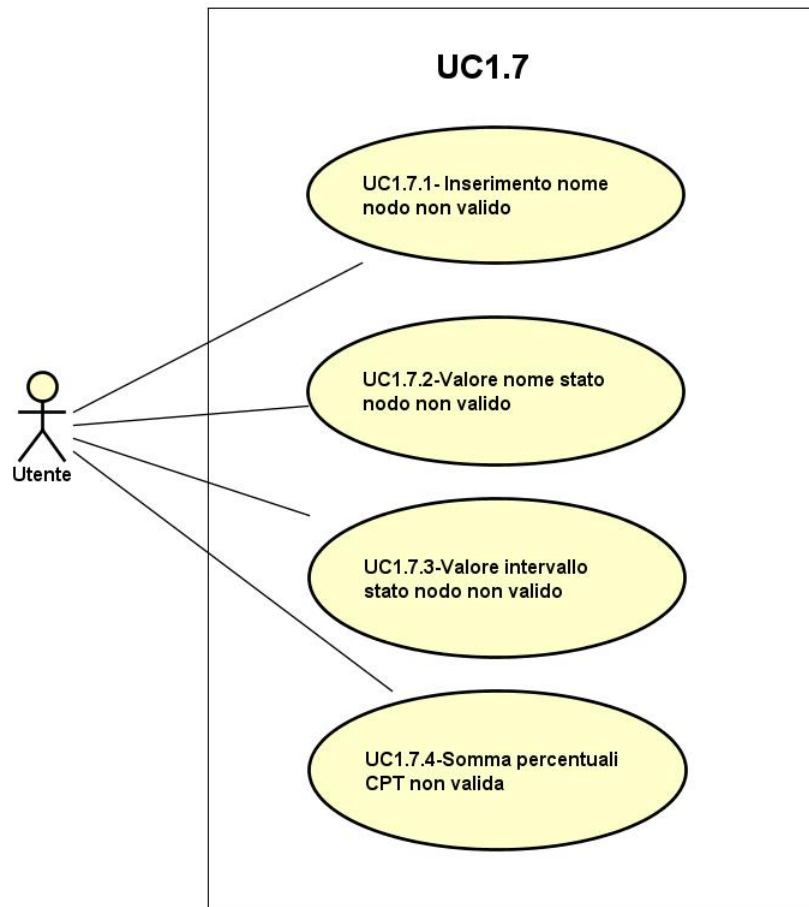 UC1.7
UC1.7.1- Inserimento nome
nodo non valido
UC1.7.2-Valore nome stato
nodo non valido
Utente
UC1.7.3-Valore intervallo
stato nodo non valido
UC1.7.4-Somma percentuali
CPT non valida